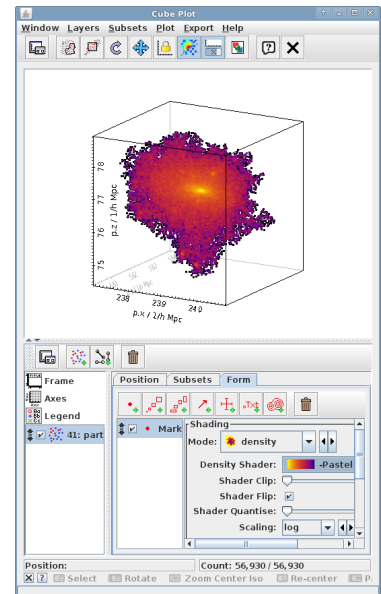 Cube Plot
Window Layers Subsets Plot Export Help
78
77
76
75
p.z / 1/h Mpc
238
239
240
p.x / 1/h Mpc
Position Subsets Form
Frame
Axes
Legend
41: part
Mark
Shading
Mode: density
Density Shader: -Pastel
Shader Clip:
Shader Flip:
Shader Quantise:
Scaling: log
Position: Count: 56,930 / 56,930
Select Rotate Zoom Center Iso Re-center P.